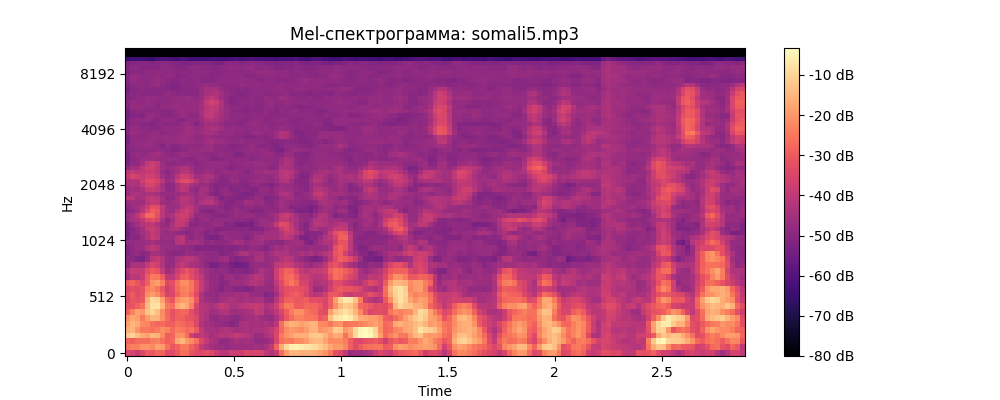 Mel-спектрограмма: somali5.mp3
8192
4096
2048
1024
512
0
Hz
0
0.5
1
1.5
2
2.5
Time
-10 dB
-20 dB
-30 dB
-40 dB
-50 dB
-60 dB
-70 dB
-80 dB